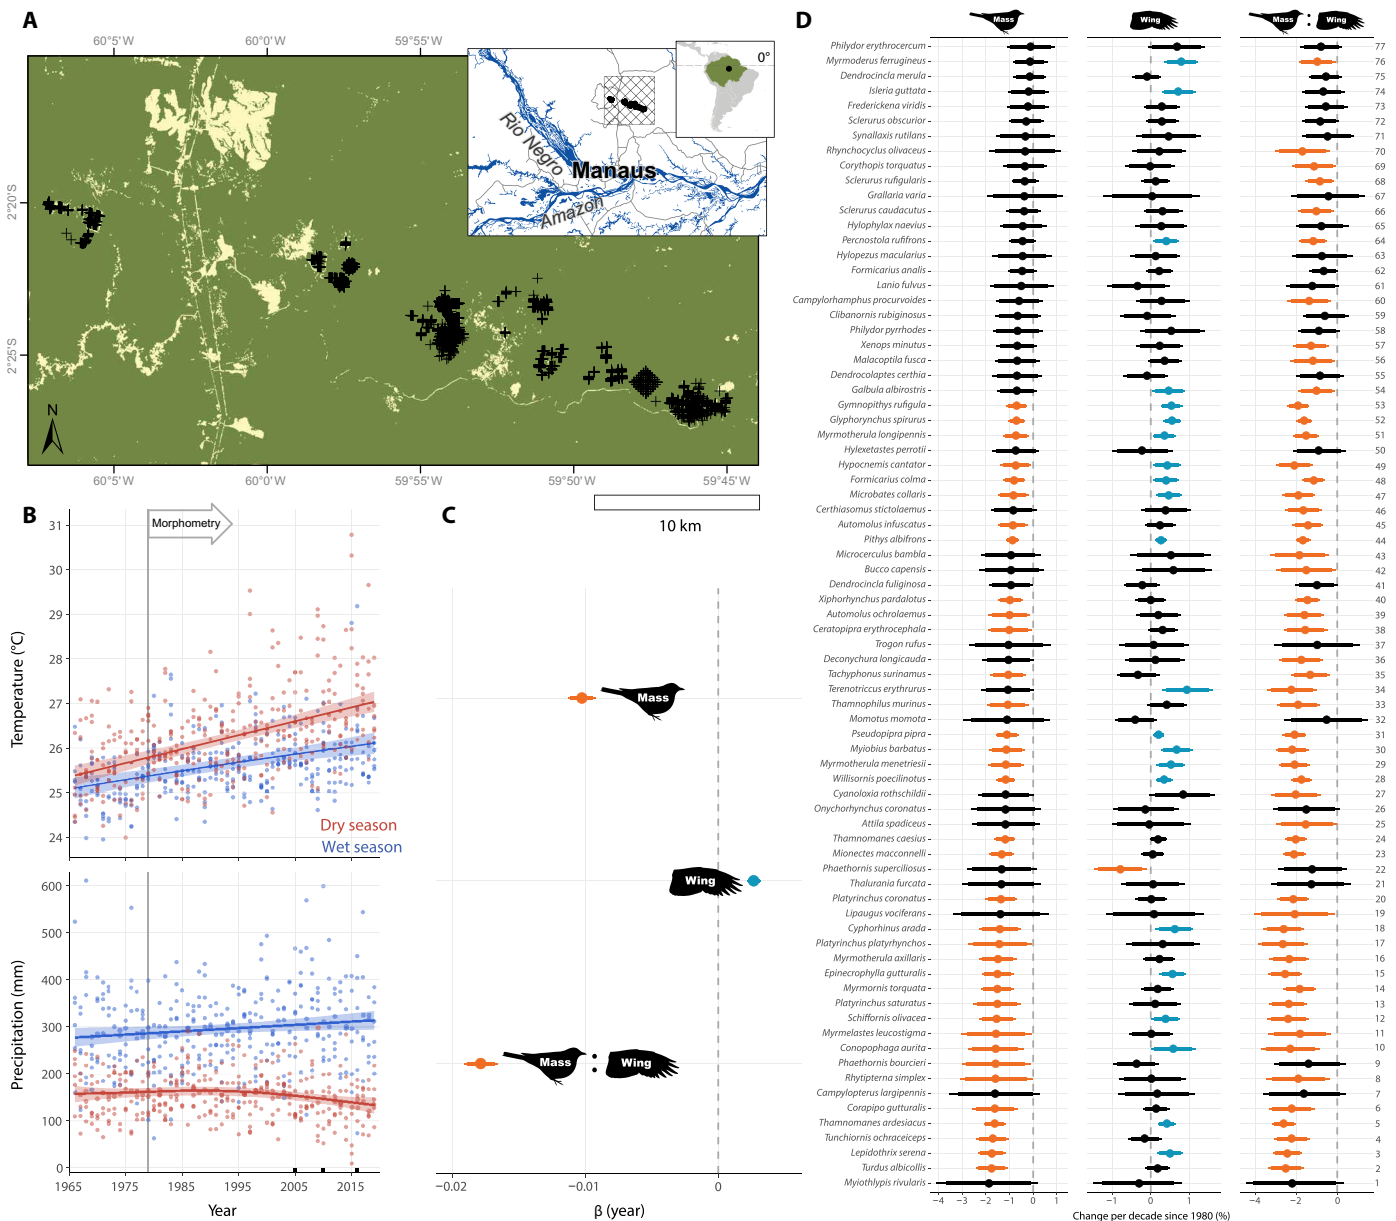 A
60°5'W
60°0'W
59°55'W
0°
Rio Negro
Manaus
Amazon
2°20'S
2°25'S
N
60°5'W
60°0'W
59°55'W
59°50'W
59°45'W
10 km
B
Morphometry
31
30
29
28
27
26
25
24
Temperature (°C)
Dry season
Wet season
600
500
400
300
200
100
0
Precipitation (mm)
1965
1975
1985
1995
2005
2015
Year
C
Mass
Wing
Mass
:
Wing
−0.02
−0.01
0
β (year)
D
Mass
Wing
Mass : Wing
Philydor erythrocercum 77
Myrmoderus ferrugineus 76
Dendrocincla merula 75
Isleria guttata 74
Frederickena viridis 73
Sclerurus obscurior 72
Synallaxis rutilans 71
Rhynchocyclus olivaceus 70
Corythopis torquatus 69
Sclerurus rufigularis 68
Grallaria varia 67
Sclerurus caudacutus 66
Hylophylax naevius 65
Percnostola rufifrons 64
Hylopezus macularius 63
Formicarius analis 62
Lanio fulvus 61
Campylorhamphus procurvoides 60
Clibanornis rubiginosus 59
Philydor pyrrhodes 58
Xenops minutus 57
Malacoptila fusca 56
Dendrocolaptes certhia 55
Galbula albirostris 54
Gymnopithys rufigula 53
Glyphorynchus spirurus 52
Myrmotherula longipennis 51
Hylexetastes perrotii 50
Hypocnemis cantator 49
Formicarius colma 48
Microbates collaris 47
Certhiasomus stictolaemus 46
Automolus infuscatus 45
Pithys albifrons 44
Microcerculus bambla 43
Bucco capensis 42
Dendrocincla fuliginosa 41
Xiphorhynchus pardalotus 40
Automolus ochrolaemus 39
Ceratopipra erythrocephala 38
Trogon rufus 37
Deconychura longicauda 36
Tachyphonus surinamus 35
Terenotriccus erythrurus 34
Thamnophilus murinus 33
Momotus momota 32
Pseudopipra pipra 31
Myiobius barbatus 30
Myrmotherula menetriesii 29
Willisornis poecilinotus 28
Cyanoloxia rothschildii 27
Onychorhynchus coronatus 26
Attila spadiceus 25
Thamnomanes caesius 24
Mionectes macconnelli 23
Phaethornis superciliosus 22
Thalurania furcata 21
Platyrinchus coronatus 20
Lipaugus vociferans 19
Cyphorhinus arada 18
Platyrinchus platyrhynchos 17
Myrmotherula axillaris 16
Epinecrophylla gutturalis 15
Myrmornis torquata 14
Platyrinchus saturatus 13
Schiffornis olivacea 12
Myrmelastes leucostigma 11
Conopophaga aurita 10
Phaethornis bourcieri 9
Rhytipterna simplex 8
Campylopterus largipennis 7
Corapipo gutturalis 6
Thamnomanes ardesiacus 5
Tunchiornis ochraceiceps 4
Lepidothrix serena 3
Turdus albicollis 2
Myiothlypis rivularis 1
−4 −3 −2 −1 0 1
−1 0 1
−4 −2 0
Change per decade since 1980 (%)